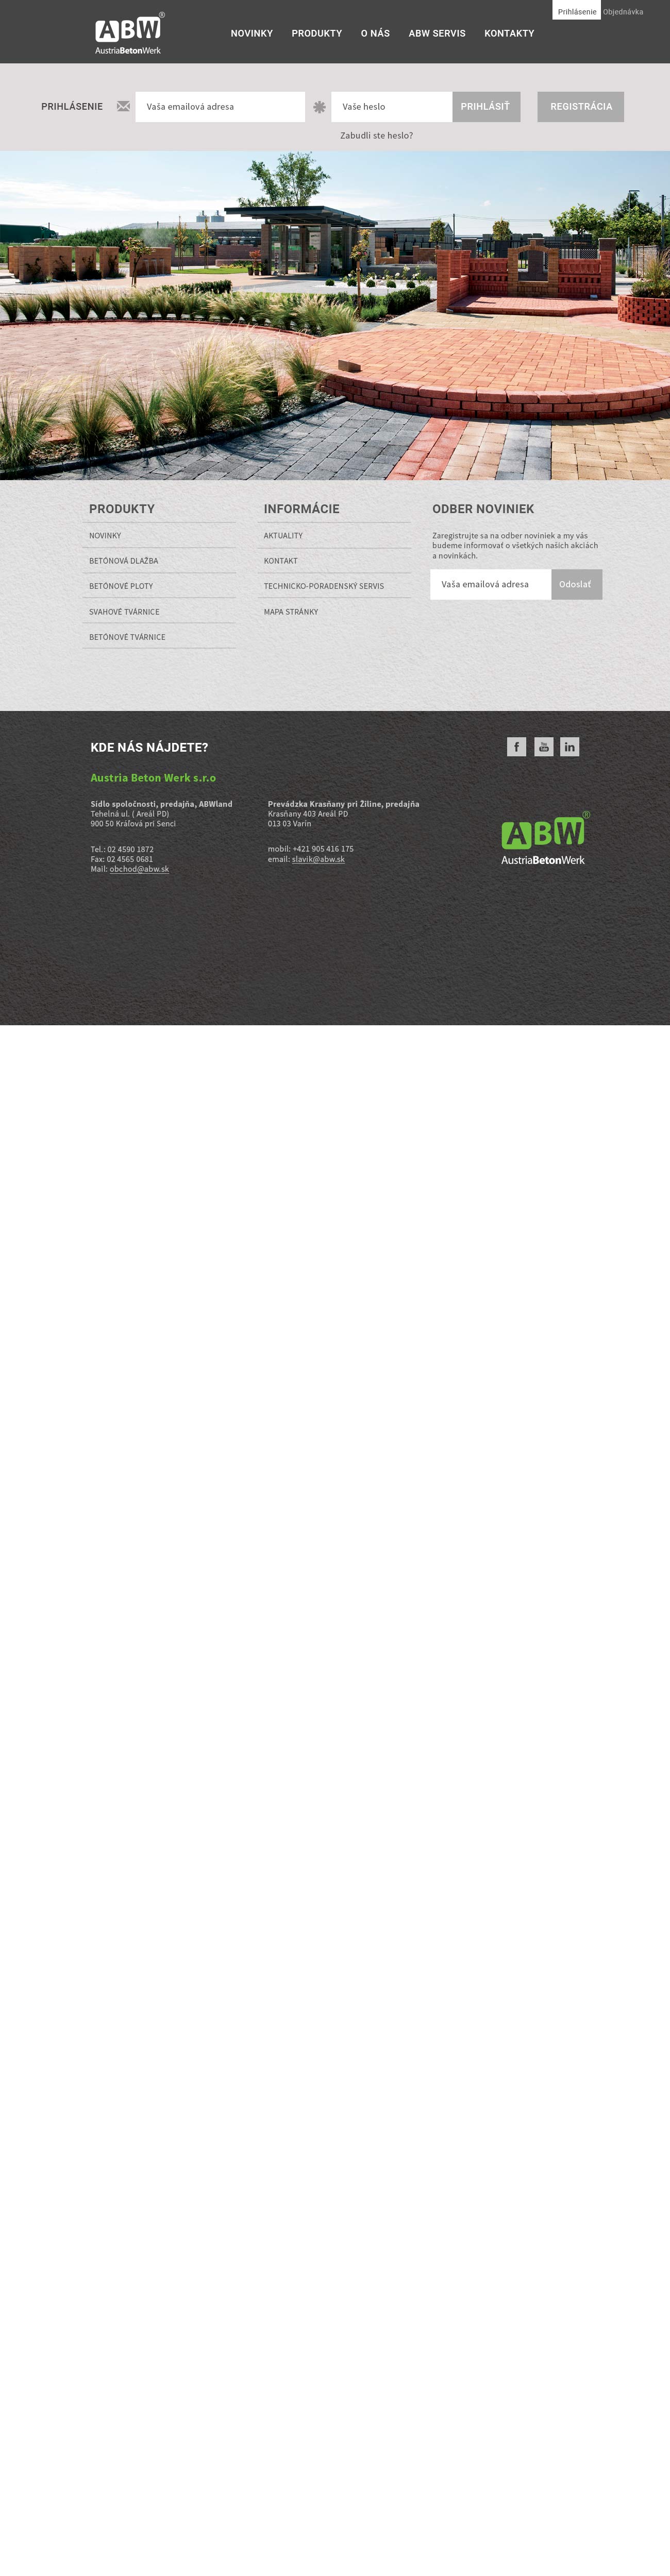 Prihlásenie Objednávka
ABW®
AustriaBetonWerk
NOVINKY PRODUKTY O NÁS ABW SERVIS KONTAKTY
PRIHLÁSENIE Vaša emailová adresa Vaše heslo PRIHLÁSIŤ REGISTRÁCIA
Zabudli ste heslo?
PRODUKTY
NOVINKY
BETÓNOVÁ DLAŽBA
BETÓNOVÉ PLOTY
SVAHOVÉ TVÁRNICE
BETÓNOVÉ TVÁRNICE
INFORMÁCIE
AKTUALITY
KONTAKT
TECHNICKO-PORADENSKÝ SERVIS
MAPA STRÁNKY
ODBER NOVINIEK
Zaregistrujte sa na odber noviniek a my vás
budeme informovať o všetkých našich akciách
a novinkách.
Vaša emailová adresa Odoslať
KDE NÁS NÁJDETE?
f You Tube in
Austria Beton Werk s.r.o
Sídlo spoločnosti, predajňa, ABWland
Tehelná ul. ( Areál PD)
900 50 Kráľová pri Senci
Tel.: 02 4590 1872
Fax: 02 4565 0681
Mail: obchod@abw.sk
Prevádzka Krasňany pri Žiline, predajňa
Krasňany 403 Areál PD
013 03 Varín
mobil: +421 905 416 175
email: slavik@abw.sk
ABW®
AustriaBetonWerk